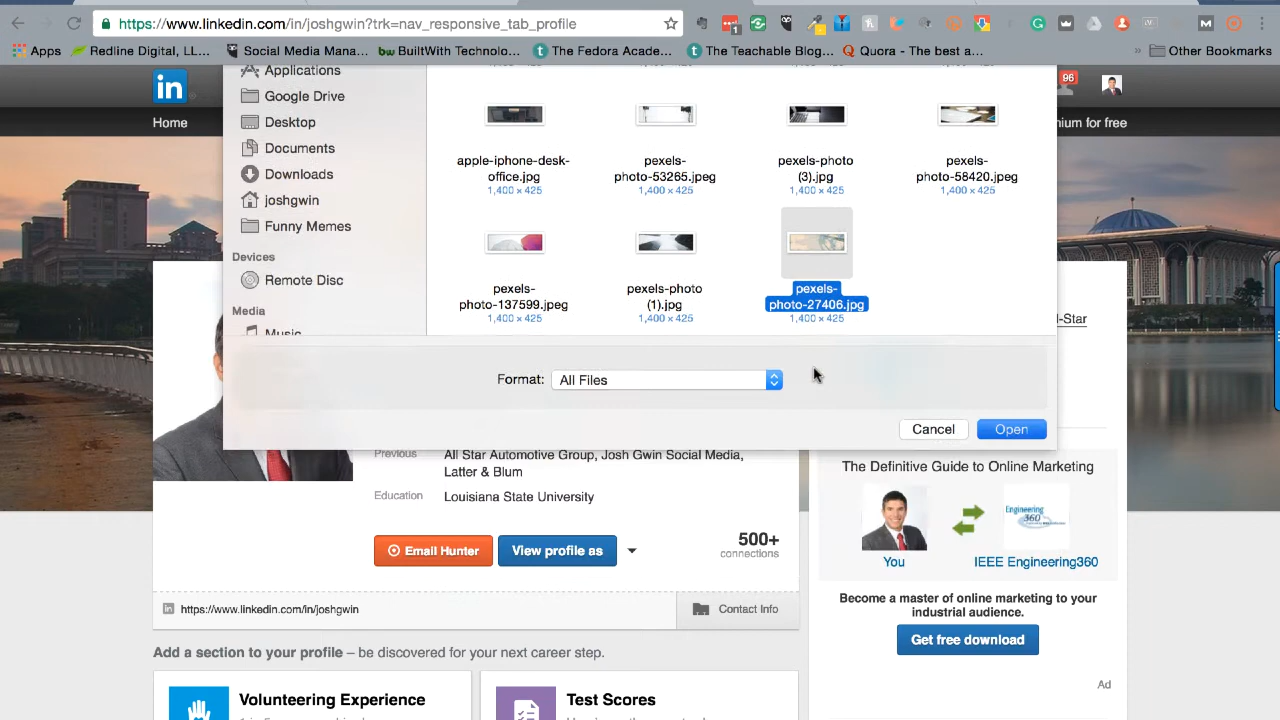 https://www.linkedin.com/in/joshgwin?trk=nav_responsive_tab_profile
1
Apps Redline Digital, LL... Social Media Mana... BuiltWith Technolo... The Fedora Acade... The Teachable Blog... Quora - The best a... » Other Bookmarks
in
96
Home
mium for free
Applications
Google Drive
Desktop
Documents
Downloads
joshgwin
Funny Memes
Devices
Remote Disc
Media
Music
apple-iphone-desk-
office.jpg
1,400 × 425
pexels-
photo-53265.jpeg
1,400 × 425
pexels-photo
(3).jpg
1,400 × 425
pexels-
photo-58420.jpeg
1,400 × 425
pexels-
photo-137599.jpeg
1,400 × 425
pexels-photo
(1).jpg
1,400 × 425
pexels-
photo-27406.jpg
1,400 × 425
l-Star
Format: All Files
Cancel Open
Previous All Star Automotive Group, Josh Gwin Social Media,
Latter & Blum
Education Louisiana State University
Email Hunter View profile as
500+
connections
https://www.linkedin.com/in/joshgwin
Contact Info
The Definitive Guide to Online Marketing
Engineering
360
You IEEE Engineering360
Become a master of online marketing to your
industrial audience.
Get free download
Ad
Add a section to your profile – be discovered for your next career step.
Volunteering Experience
Test Scores